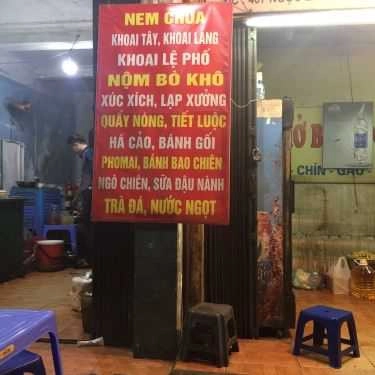 NEM CHUA
KHOAI TÂY, KHOAI LANG
KHOAI LỆ PHỐ
NỘM BÒ KHÔ
XÚC XÍCH, LẠP XƯỞNG
QUẨY NÓNG, TIẾT LUỘC
HÁ CẢO, BÁNH GỐI
PHOMAI, BÁNH BAO CHIÊN
NGÔ CHIÊN, SỮA ĐẬU NÀNH
TRÀ ĐÁ, NƯỚC NGỌT
CHÍN - GẦU -